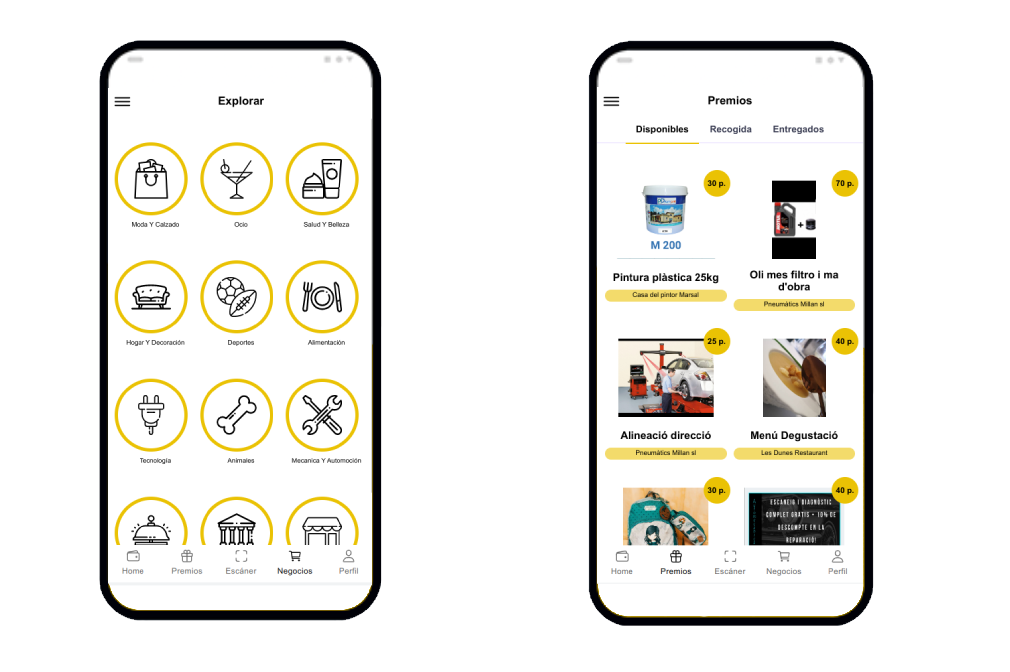 Explorar
Moda Y Calzado
Ocio
Salud Y Belleza
Hogar Y Decoración
Deportes
Alimentación
Tecnología
Animales
Mecanica Y Automoción
Home
Premios
Escáner
Negocios
Perfil
Premios
Disponibles
Recogida
Entregados
30 p.
M 200
Pintura plàstica 25kg
Casa del pintor Marsal
70 p.
+
Oli mes filtro i ma
d'obra
Pneumàtics Millan sl
25 p.
Alineació direcció
Pneumàtics Millan sl
40 p.
Menú Degustació
Les Dunes Restaurant
30 p.
40 p.
ESCANEIG I DIAGNÒSTIC
COMPLET GRATIS + 10% DE
DESCOMPTE EN LA
REPARACIÓ!
Home
Premios
Escáner
Negocios
Perfil